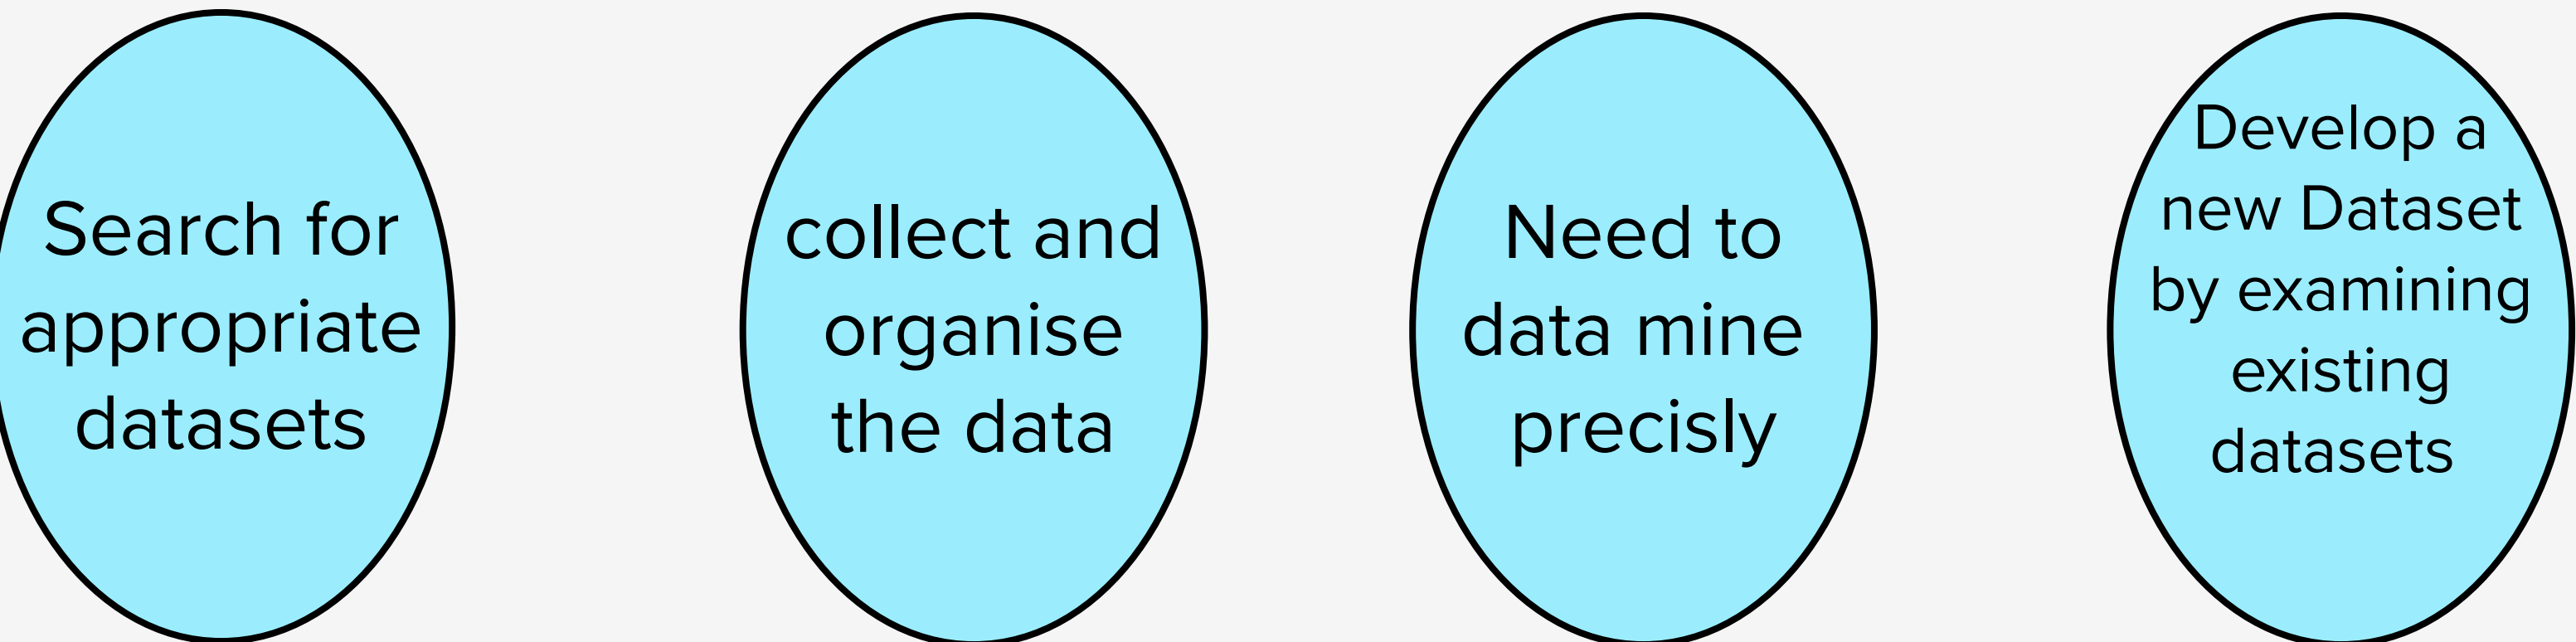 Search for
appropriate
datasets
collect and
organise
the data
Need to
data mine
precisly
Develop a
new Dataset
by examining
existing
datasets